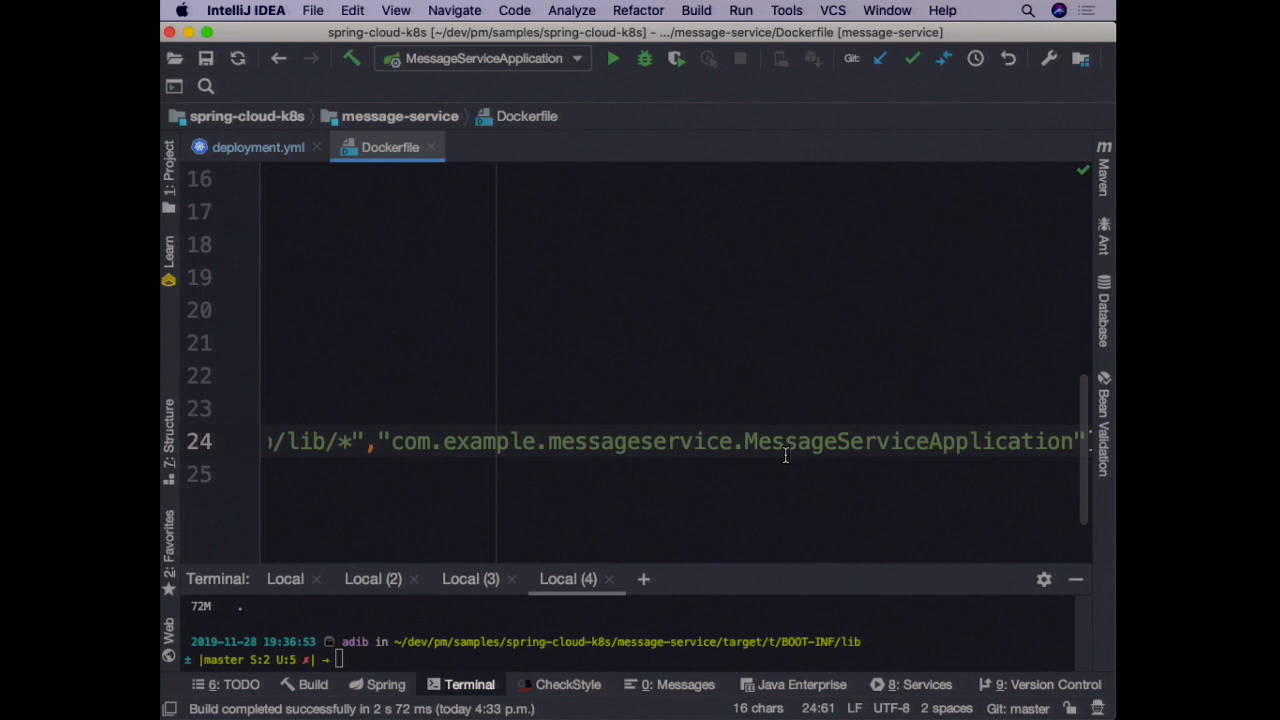 IntelliJ IDEA File Edit View Navigate Code Analyze Refactor Build Run Tools VCS Window Help
spring-cloud-k8s [~/dev/pm/samples/spring-cloud-k8s] - .../message-service/Dockerfile [message-service]
MessageServiceApplication Git:
spring-cloud-k8s message-service Dockerfile
deployment.yml Dockerfile
1: Project
Learn
7: Structure
2: Favorites
Web
16
17
18
19
20
21
22
23
24 /lib/*","com.example.messageservice.MessageServiceApplication"
25
Maven
Ant
Database
Bean Validation
Terminal: Local Local (2) Local (3) Local (4) +
72M .
2019-11-28 19:36:53 adib in ~/dev/pm/samples/spring-cloud-k8s/message-service/target/t/BOOT-INF/lib
± |master S:2 U:5 ✗| →
6: TODO Build Spring Terminal CheckStyle 0: Messages Java Enterprise 8: Services 9: Version Control
Build completed successfully in 2 s 72 ms (today 4:33 p.m.) 16 chars 24:61 LF UTF-8 2 spaces Git: master